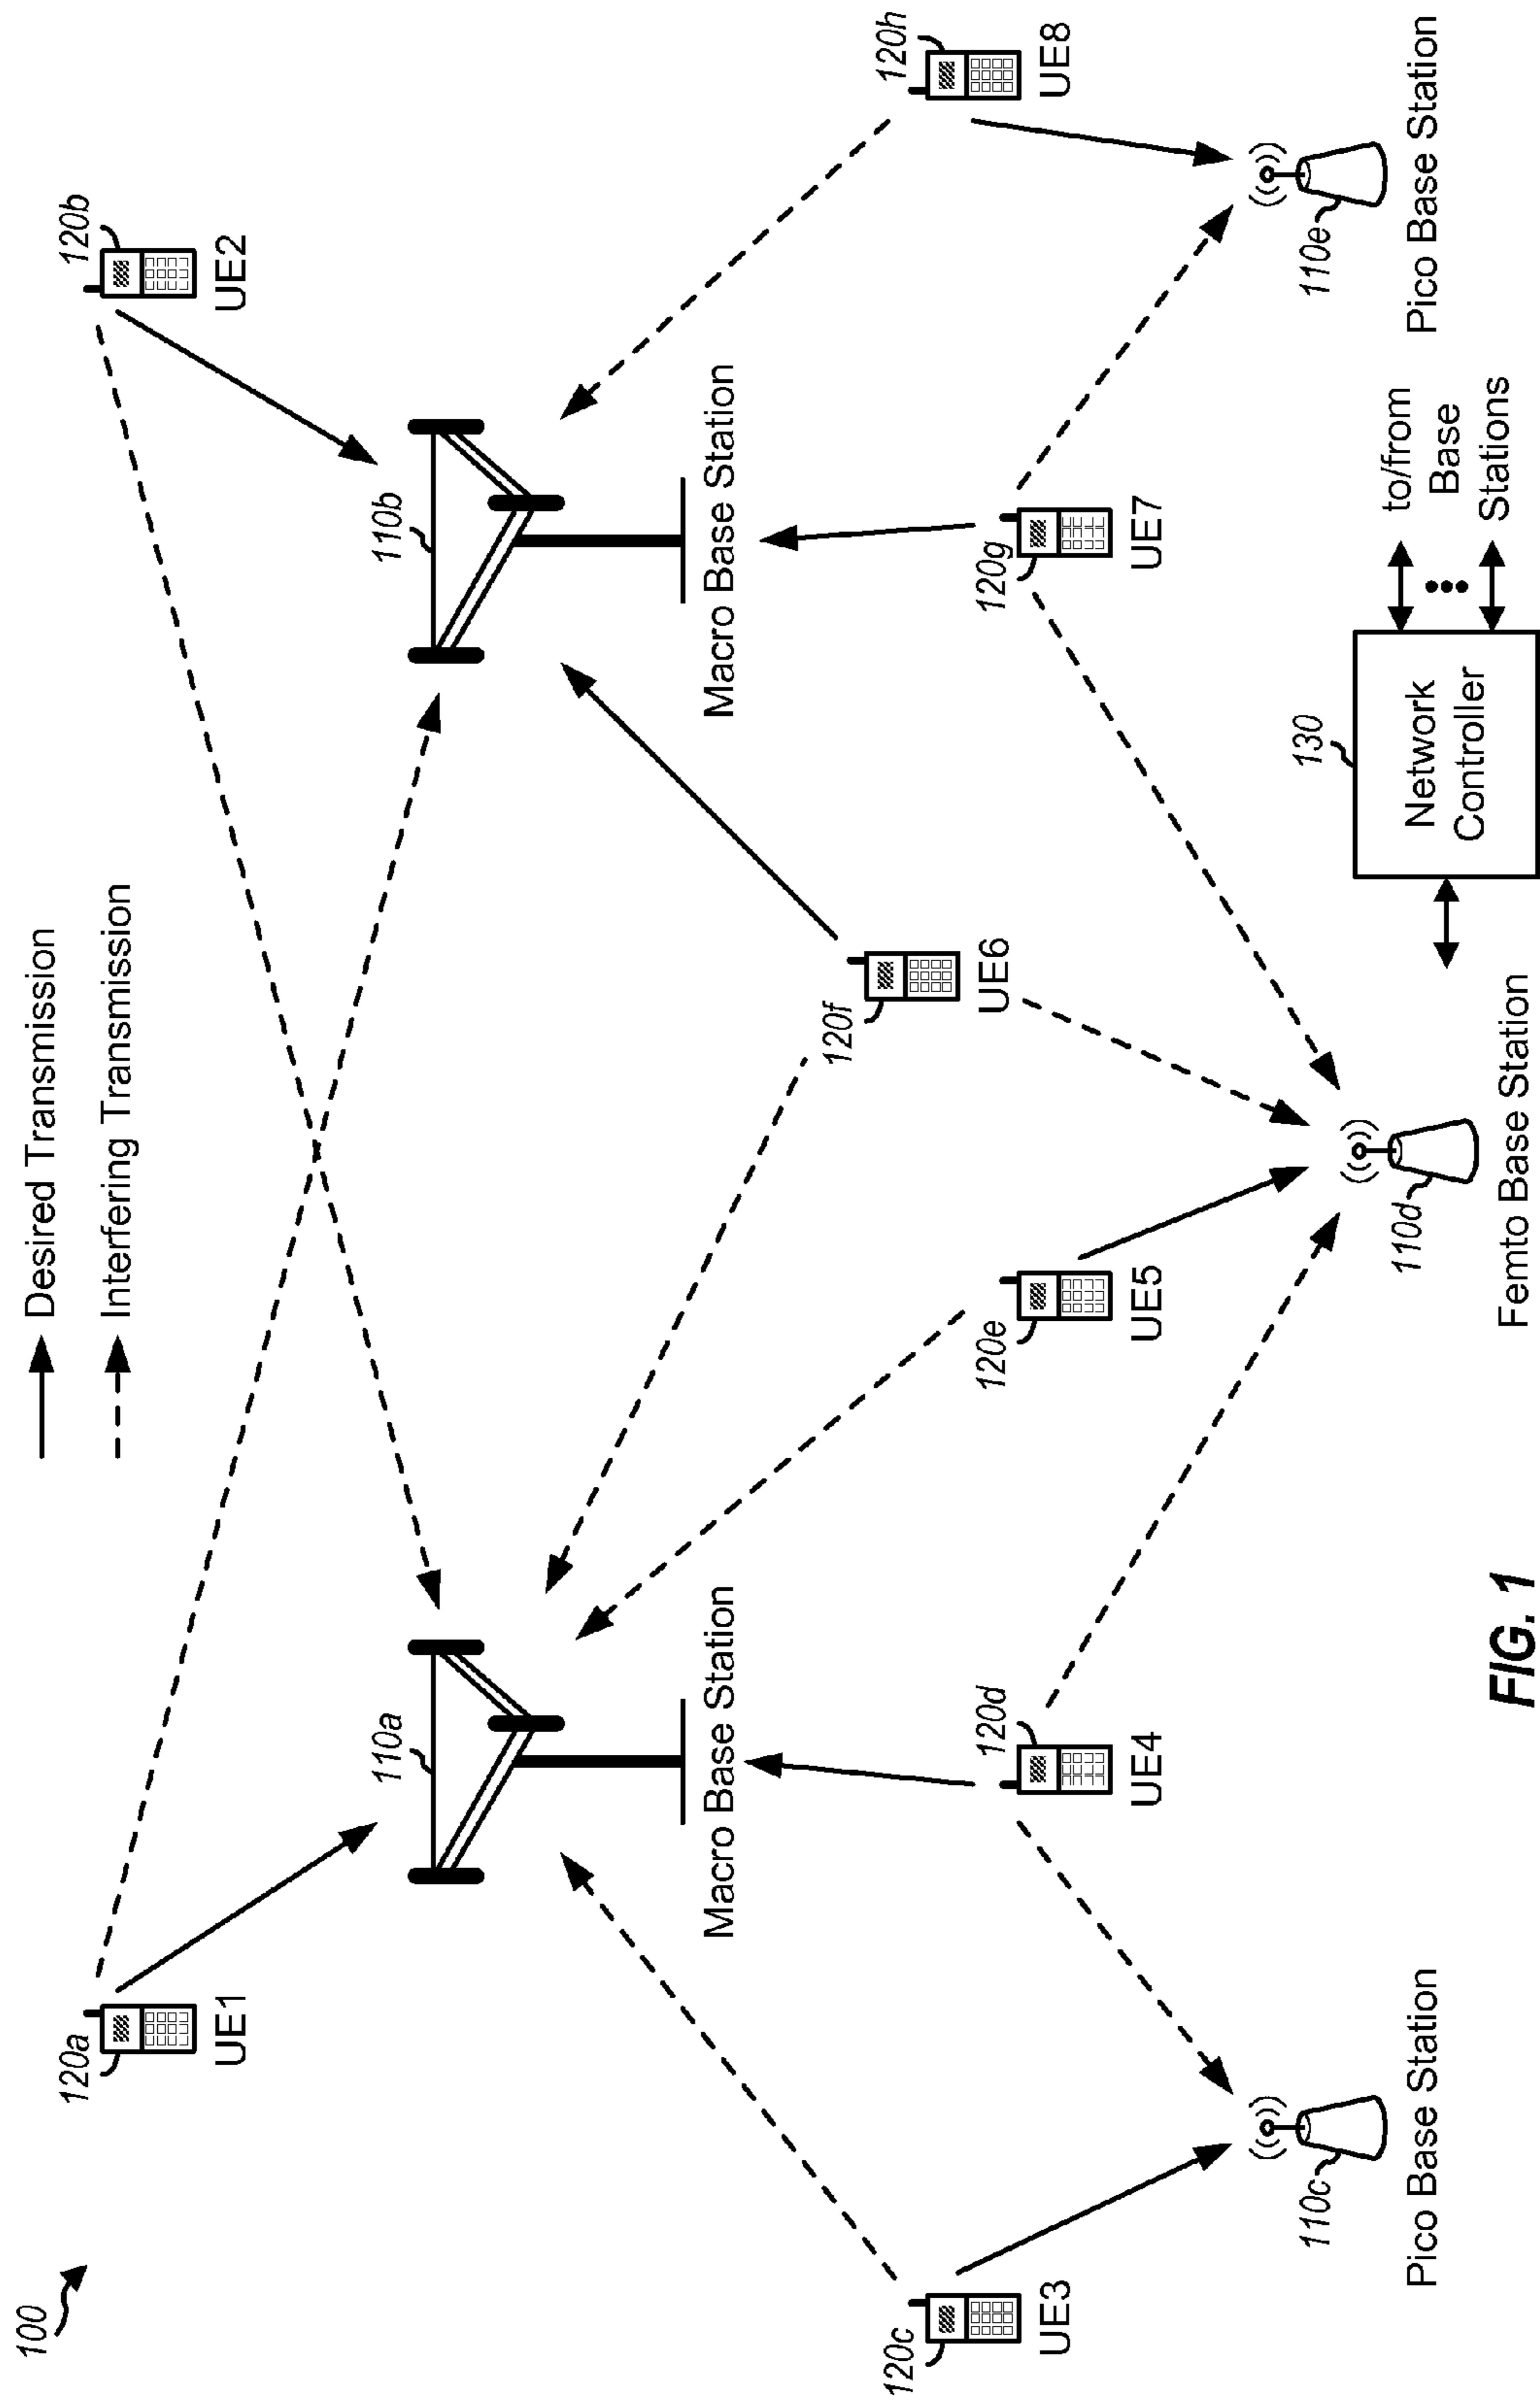 100
Desired Transmission
Interfering Transmission
120a
UE1
120b
UE2
110a
Macro Base Station
110b
Macro Base Station
120c
UE3
120d
UE4
120e
UE5
120f
UE6
120g
UE7
120h
UE8
110c
Pico Base Station
110d
Femto Base Station
110e
Pico Base Station
130
Network
Controller
to/from
Base
Stations
FIG. 1